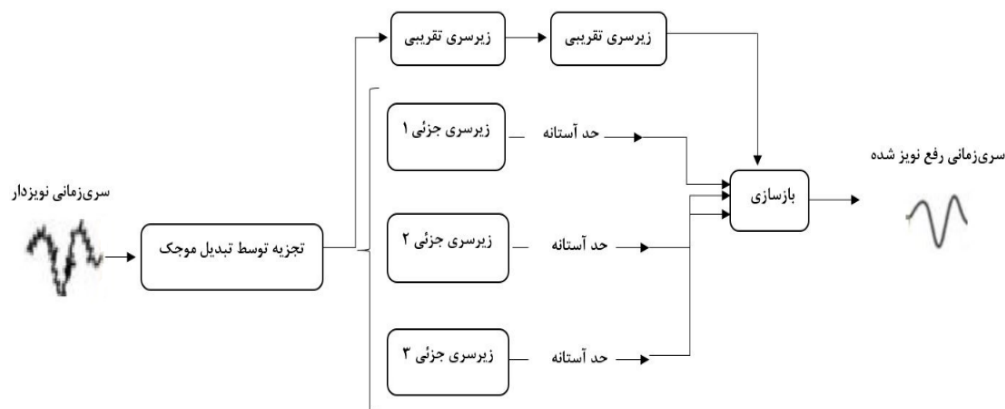 زیرسری تقریبی
زیرسری تقریبی
زیرسری جزئی ۱
حد آستانه
سری‌زمانی رفع نویز شده
سری‌زمانی نویزدار
بازسازی
تجزیه توسط تبدیل موجک
زیرسری جزئی ۲
حد آستانه
زیرسری جزئی ۳
حد آستانه